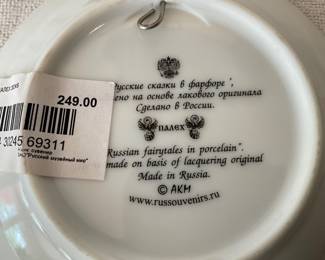 249.00
30245 69311
Русские сказки в фарфоре",
на основе лакового оригинала
Сделано в России.
ПАЛЕХ
Russian fairytales in porcelain".
made on basis of lacquering original
Made in Russia.
© АКМ
www.russouvenirs.ru